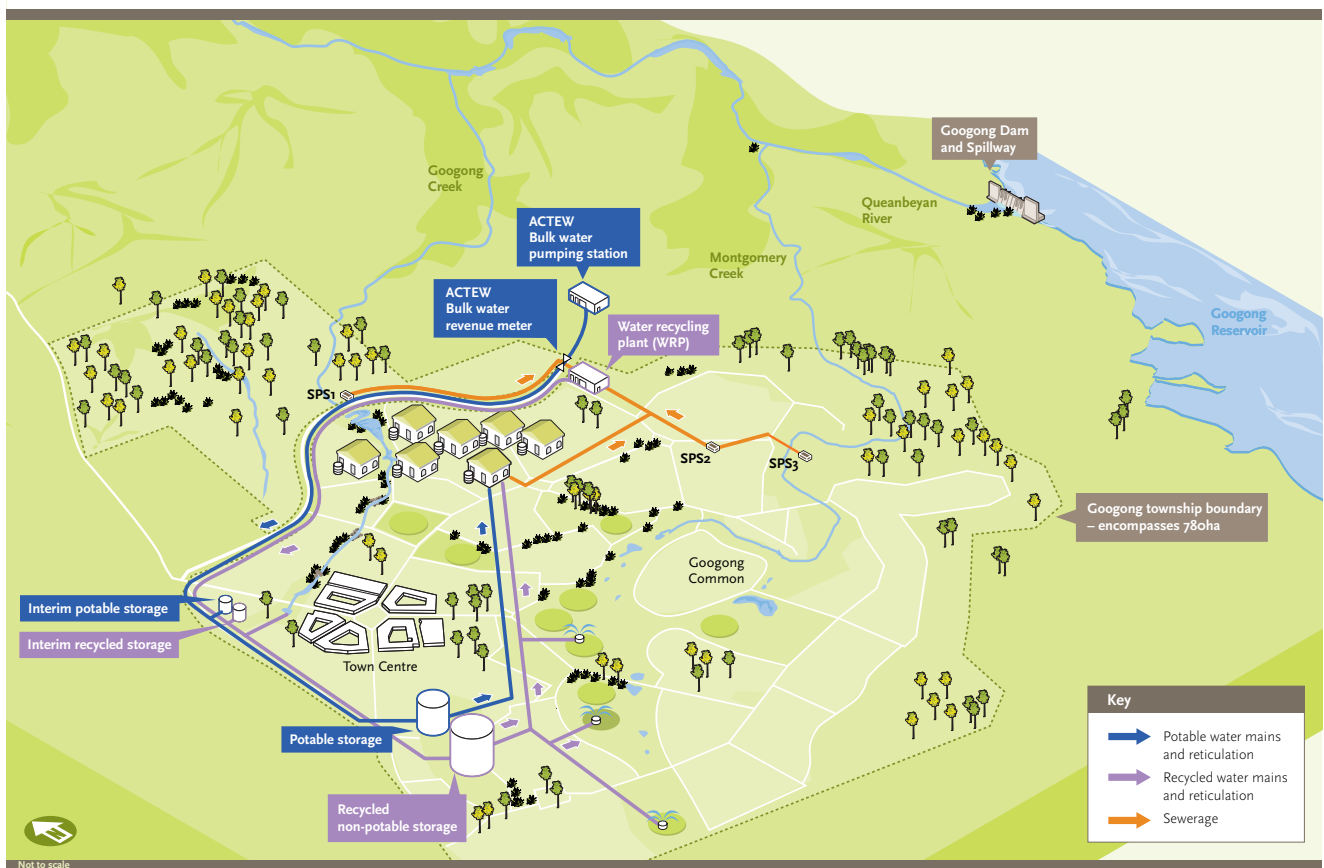 Googong Dam
and Spillway
Googong
Creek
Queanbeyan
River
ACTEW
Bulk water
pumping station
Montgomery
Creek
ACTEW
Bulk water
revenue meter
Water recycling
plant (WRP)
Googong
Reservoir
SPS1
SPS2
SPS3
Googong township boundary
– encompasses 780ha
Googong
Common
Interim potable storage
Interim recycled storage
Town Centre
Potable storage
Recycled
non-potable storage
Key
Potable water mains
and reticulation
Recycled water mains
and reticulation
Sewerage
Not to scale